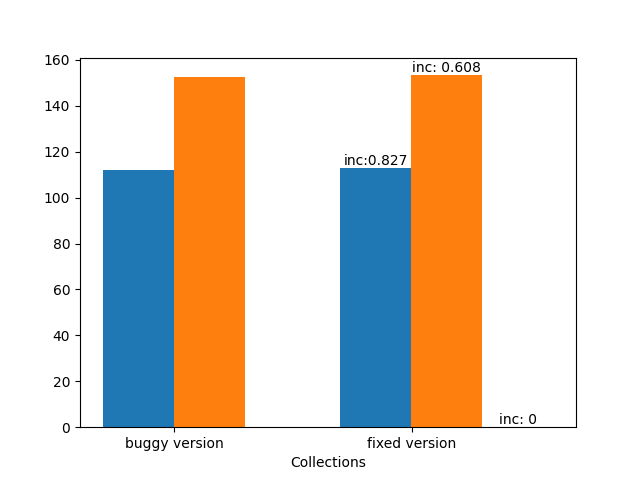 160
140
120
100
80
60
40
20
0
inc: 0.608
inc:0.827
inc: 0
buggy version
fixed version
Collections